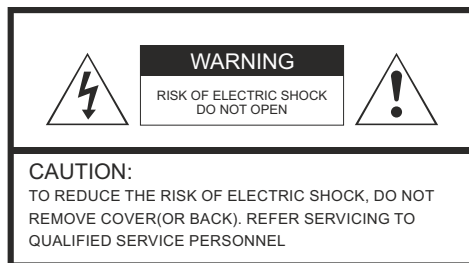 WARNING
RISK OF ELECTRIC SHOCK
DO NOT OPEN
CAUTION:
TO REDUCE THE RISK OF ELECTRIC SHOCK, DO NOT
REMOVE COVER(OR BACK). REFER SERVICING TO
QUALIFIED SERVICE PERSONNEL